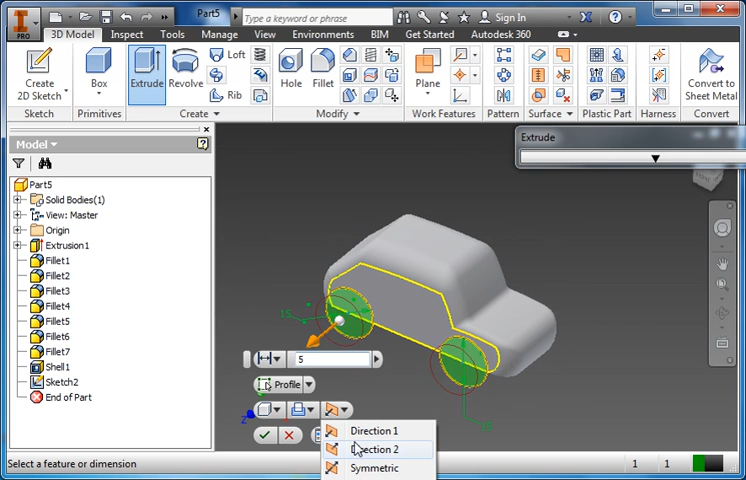 Part5
Type a keyword or phrase
Sign In
PRO
3D Model
Inspect
Tools
Manage
View
Environments
BIM
Get Started
Autodesk 360
Create
2D Sketch
Box
Extrude
Revolve
Loft
Rib
Hole
Fillet
Plane
Convert to
Sheet Metal
Sketch
Primitives
Create
Modify
Work Features
Pattern
Surface
Plastic Part
Harness
Convert
Model
Extrude
Part5
Solid Bodies(1)
View: Master
Origin
Extrusion1
Fillet1
Fillet2
Fillet3
Fillet4
Fillet5
Fillet6
Fillet7
Shell1
Sketch2
End of Part
FRONT
15
5
Profile
Z
Direction 1
Direction 2
Symmetric
Select a feature or dimension
1
1